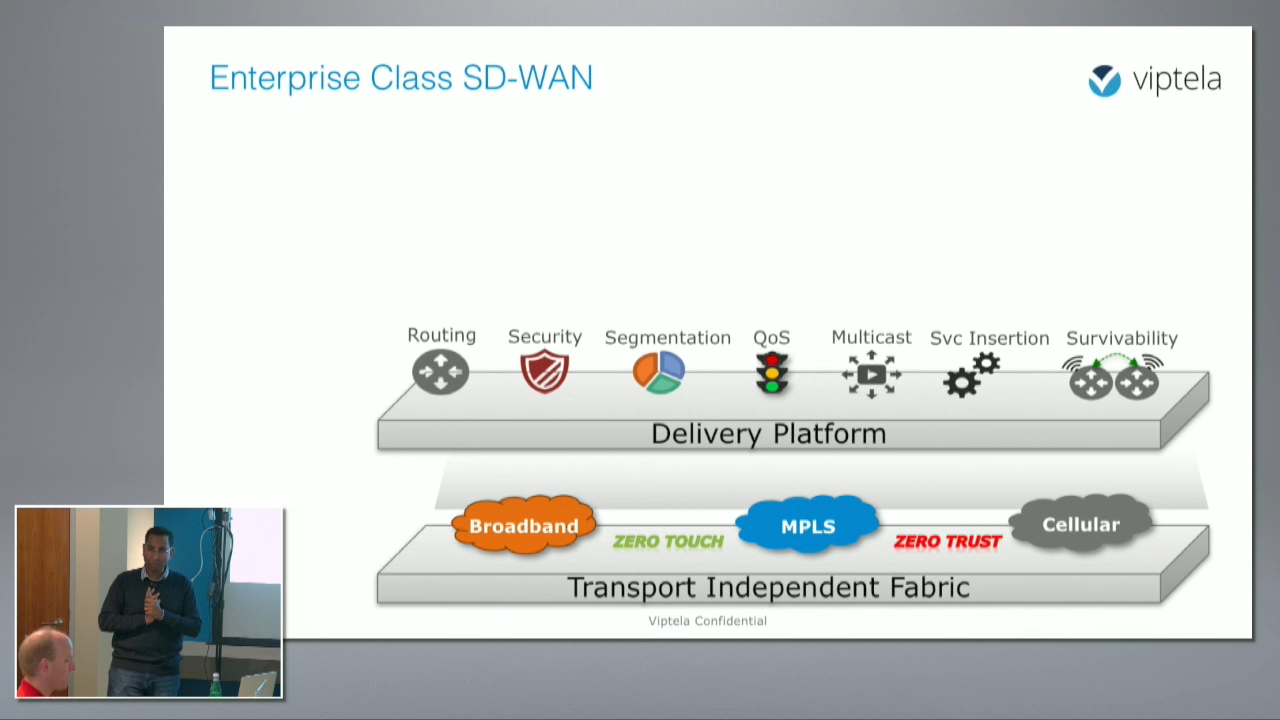 Enterprise Class SD-WAN
viptela
Routing
Security
Segmentation
QoS
Multicast
Svc Insertion
Survivability
Delivery Platform
Broadband
ZERO TOUCH
MPLS
ZERO TRUST
Cellular
Transport Independent Fabric
Viptela Confidential